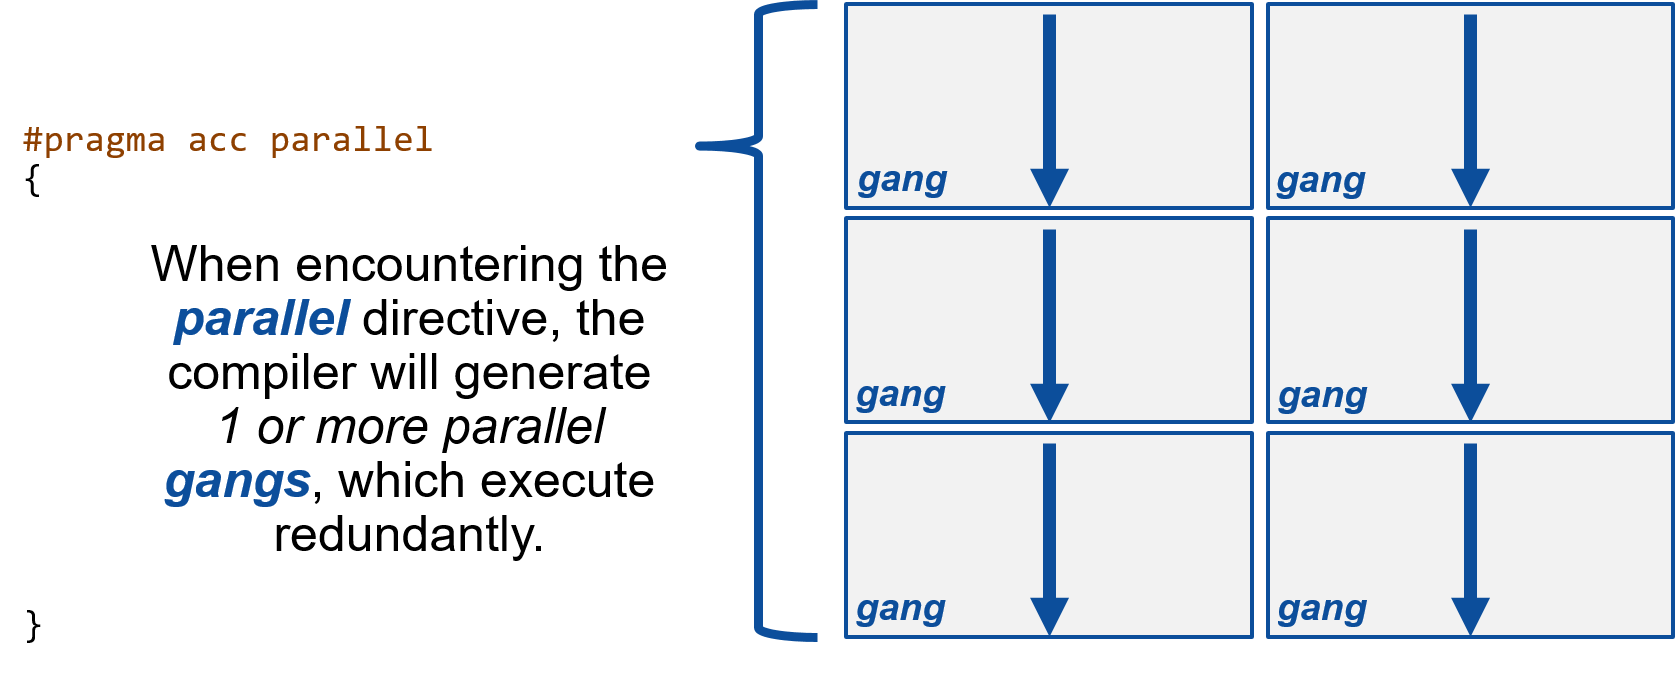 #pragma acc parallel
{
When encountering the
parallel directive, the
compiler will generate
1 or more parallel
gangs, which execute
redundantly.
}
gang
gang
gang
gang
gang
gang